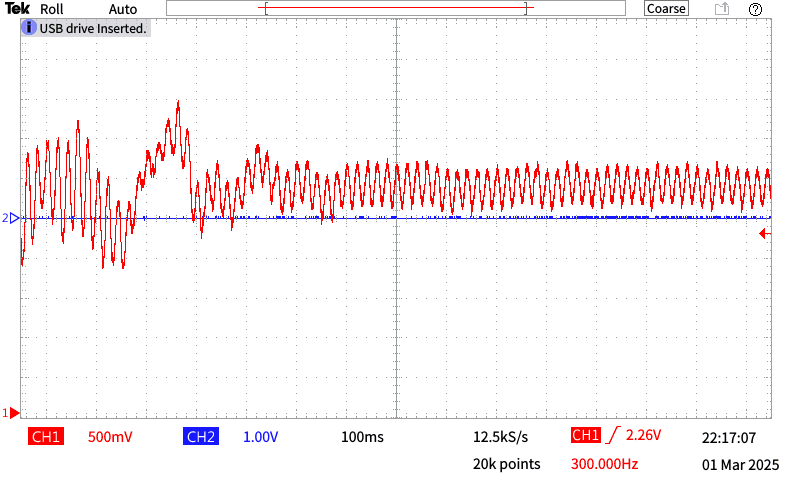 Tek Roll Auto Coarse
i USB drive Inserted.
2
1
CH1 500mV CH2 1.00V 100ms 12.5kS/s CH1 2.26V 22:17:07
20k points 300.000Hz 01 Mar 2025